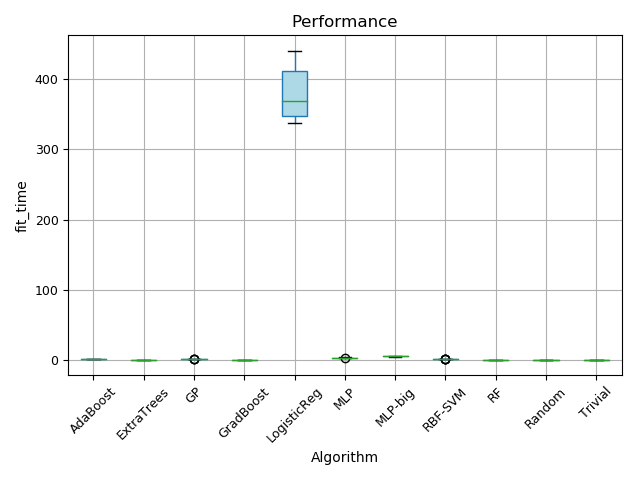 Performance
fit_time
400
300
200
100
0
AdaBoost
ExtraTrees
GP
GradBoost
LogisticReg
MLP
MLP-big
RBF-SVM
RF
Random
Trivial
Algorithm